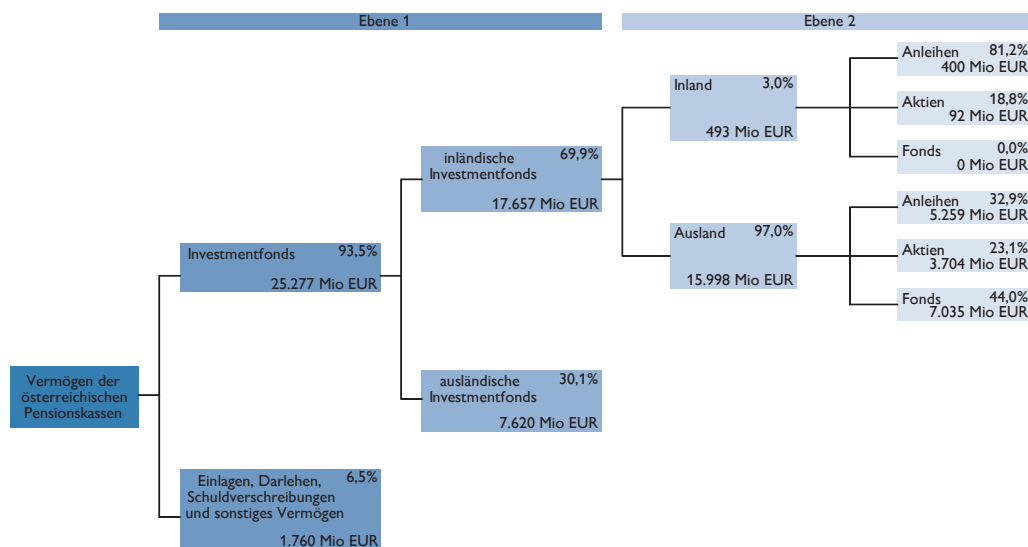 Ebene 1
Ebene 2
Vermögen der
österreichischen
Pensionskassen
Investmentfonds 93,5%
25.277 Mio EUR
Einlagen, Darlehen, 6,5%
Schuldverschreibungen
und sonstiges Vermögen
1.760 Mio EUR
inländische 69,9%
Investmentfonds
17.657 Mio EUR
ausländische 30,1%
Investmentfonds
7.620 Mio EUR
Inland 3,0%
493 Mio EUR
Ausland 97,0%
15.998 Mio EUR
Anleihen 81,2%
400 Mio EUR
Aktien 18,8%
92 Mio EUR
Fonds 0,0%
0 Mio EUR
Anleihen 32,9%
5.259 Mio EUR
Aktien 23,1%
3.704 Mio EUR
Fonds 44,0%
7.035 Mio EUR